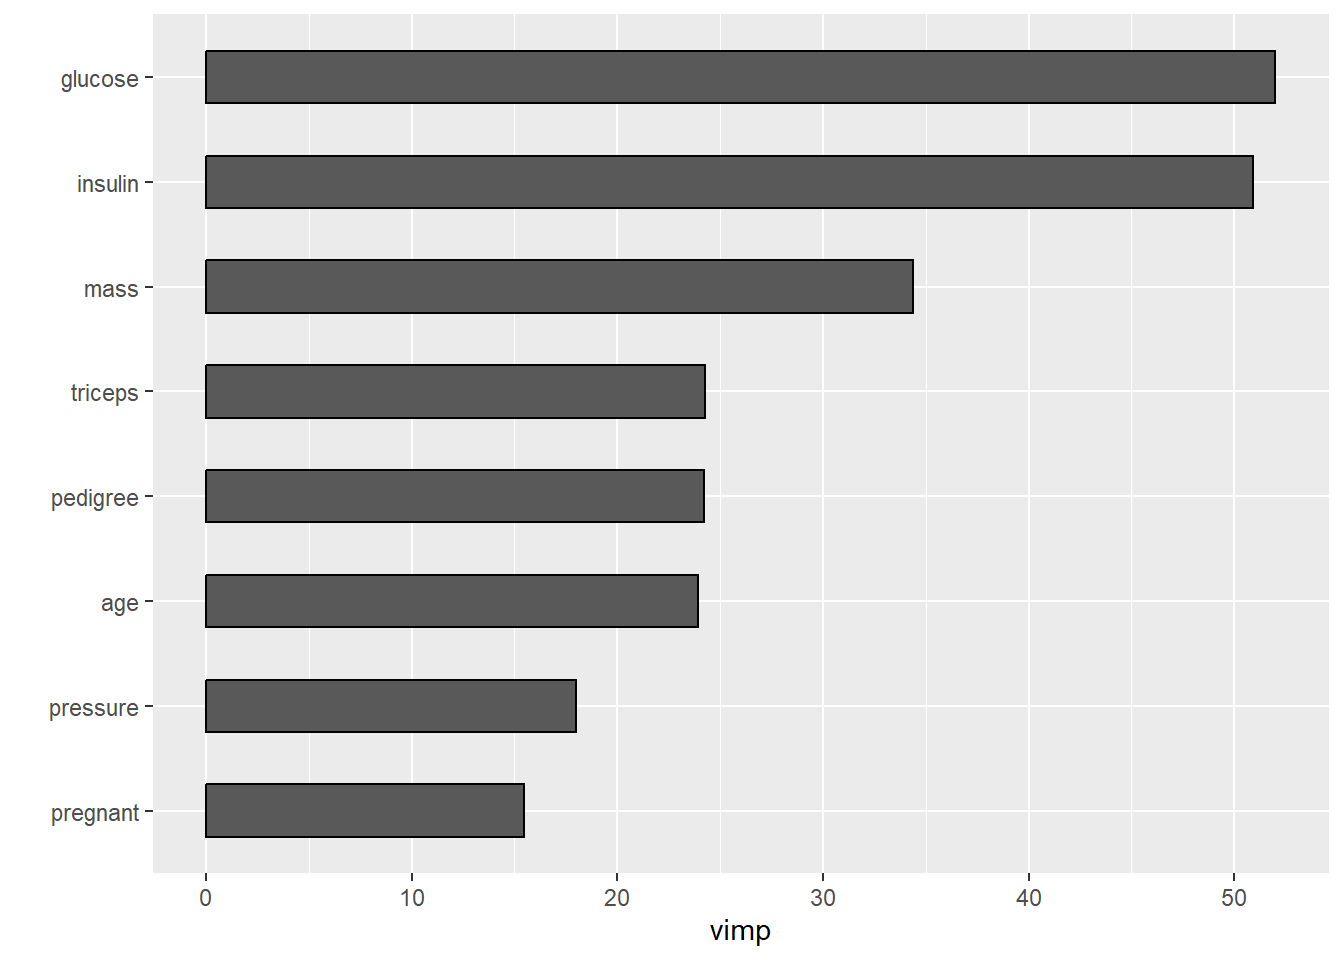 glucose
insulin
mass
triceps
pedigree
age
pressure
pregnant
0 10 20 30 40 50
vimp